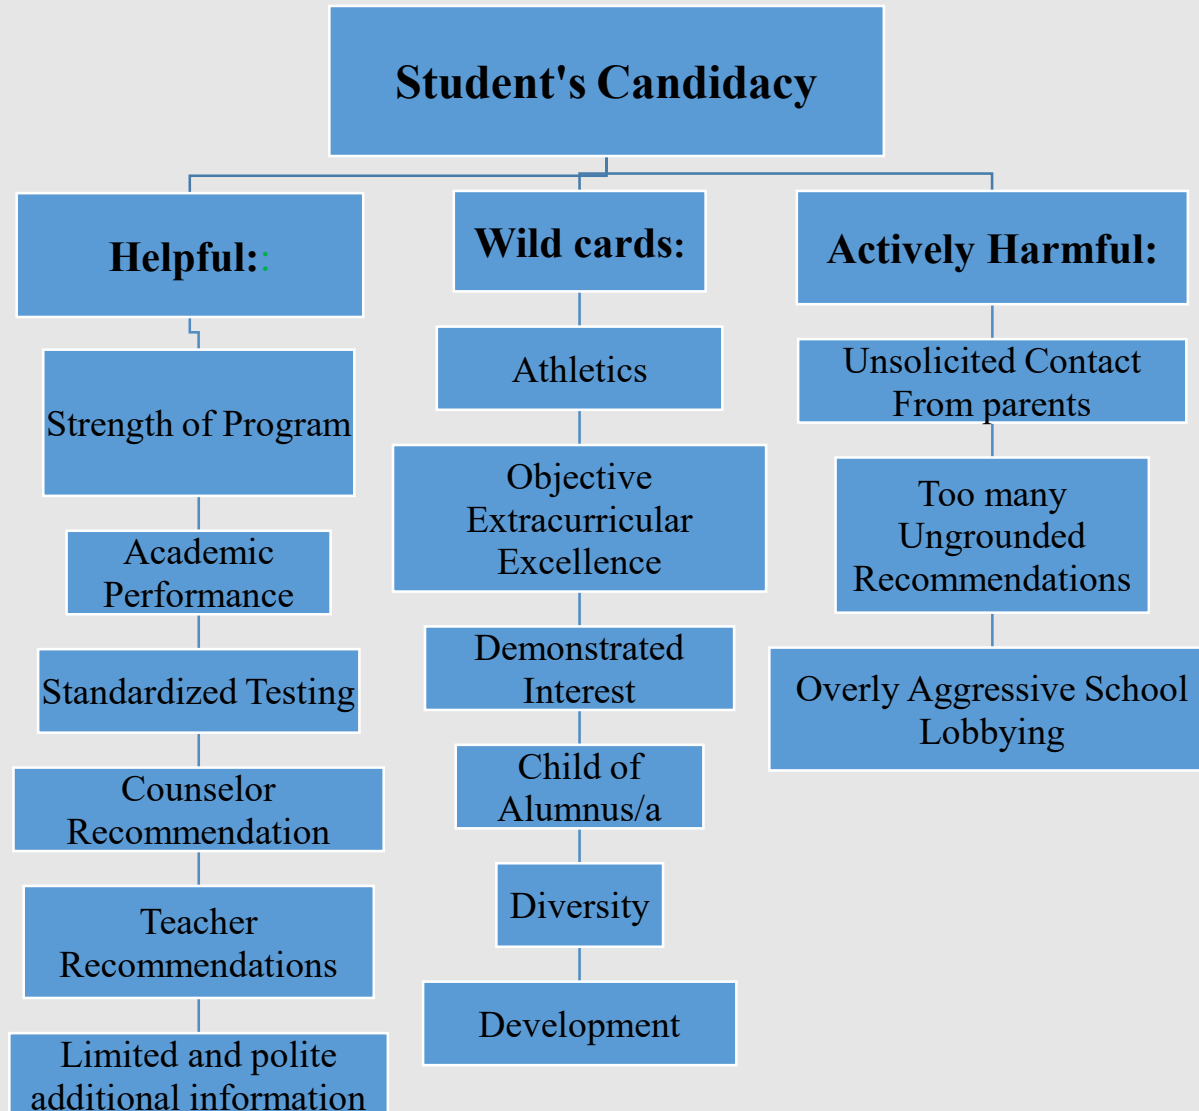 Student's Candidacy
Helpful::
Strength of Program
Academic
Performance
Standardized Testing
Counselor
Recommendation
Teacher
Recommendations
Limited and polite
additional information
Wild cards:
Athletics
Objective
Extracurricular
Excellence
Demonstrated
Interest
Child of
Alumnus/a
Diversity
Development
Actively Harmful:
Unsolicited Contact
From parents
Too many
Ungrounded
Recommendations
Overly Aggressive School
Lobbying